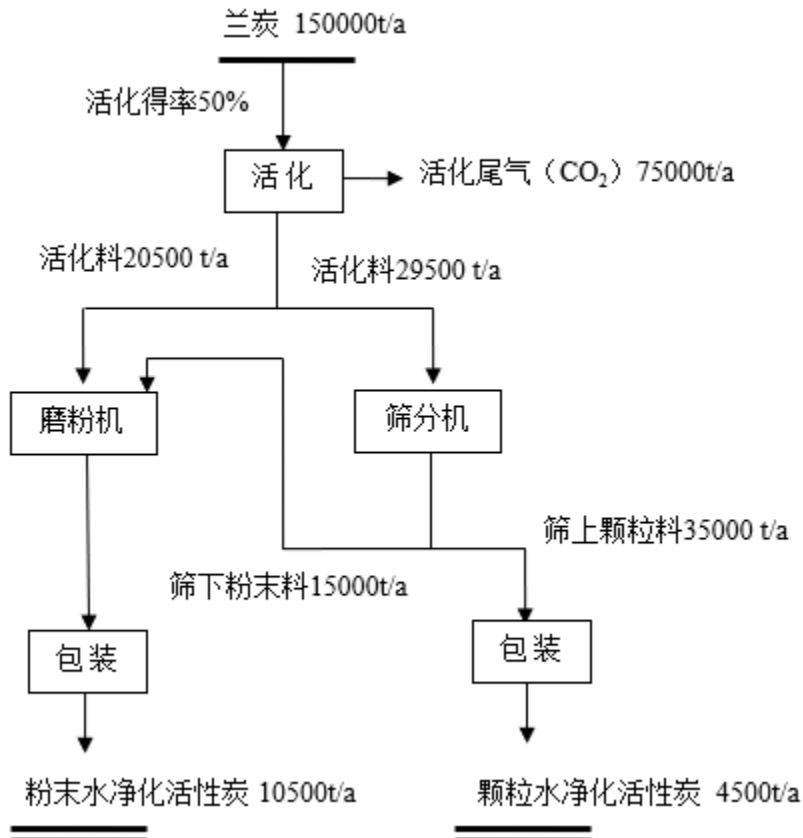 兰炭 150000t/a
活化得率50%
活化
活化尾气（CO₂）75000t/a
活化料20500 t/a
活化料29500 t/a
磨粉机
筛分机
筛上颗粒料35000 t/a
筛下粉末料15000t/a
包装
包装
粉末水净化活性炭 10500t/a
颗粒水净化活性炭 4500t/a